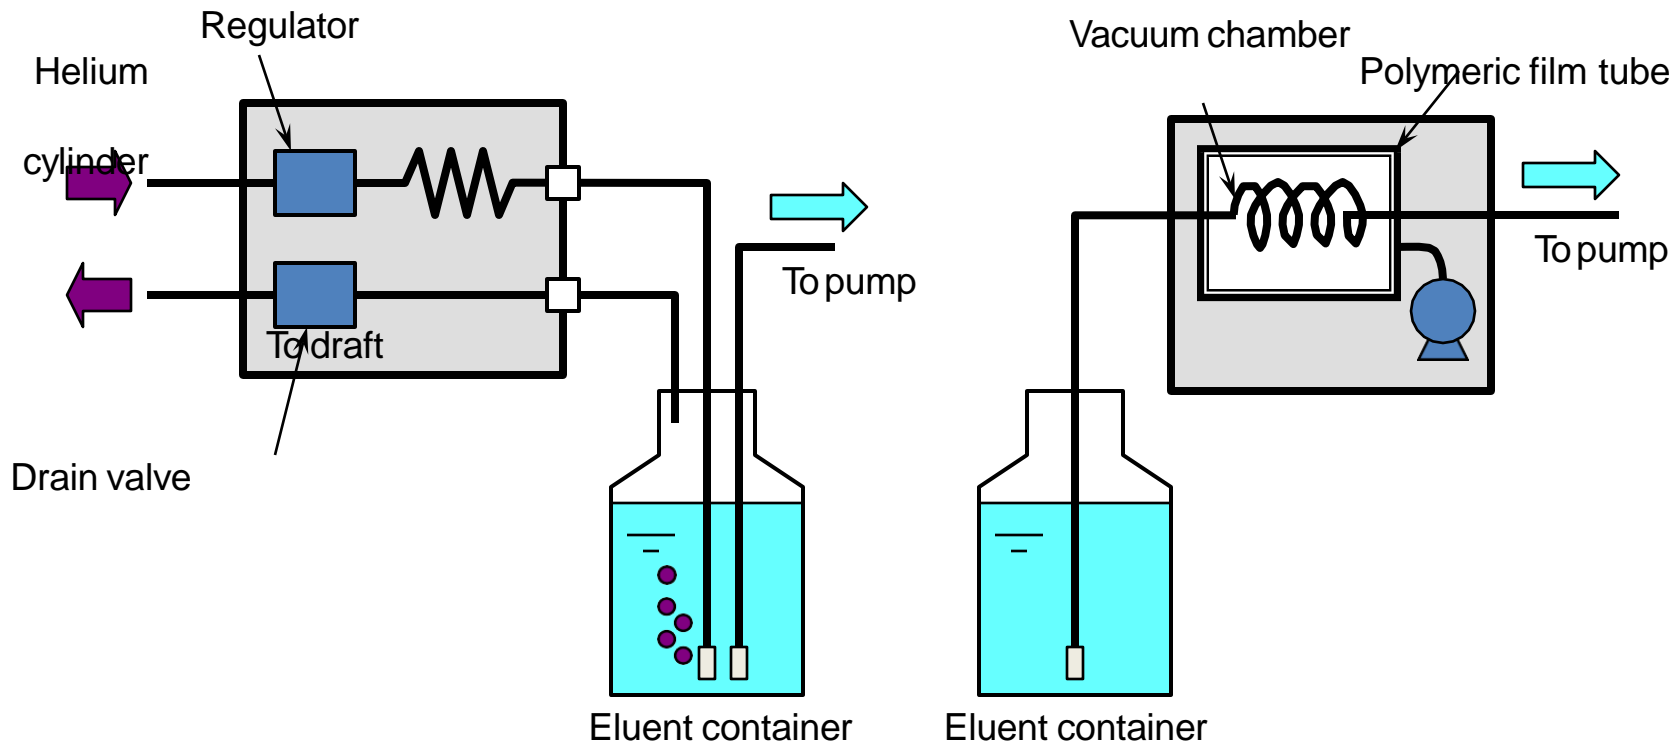 Regulator
Helium
cylinder
To draft
Drain valve
To pump
Eluent container
Vacuum chamber
Polymeric film tube
To pump
Eluent container